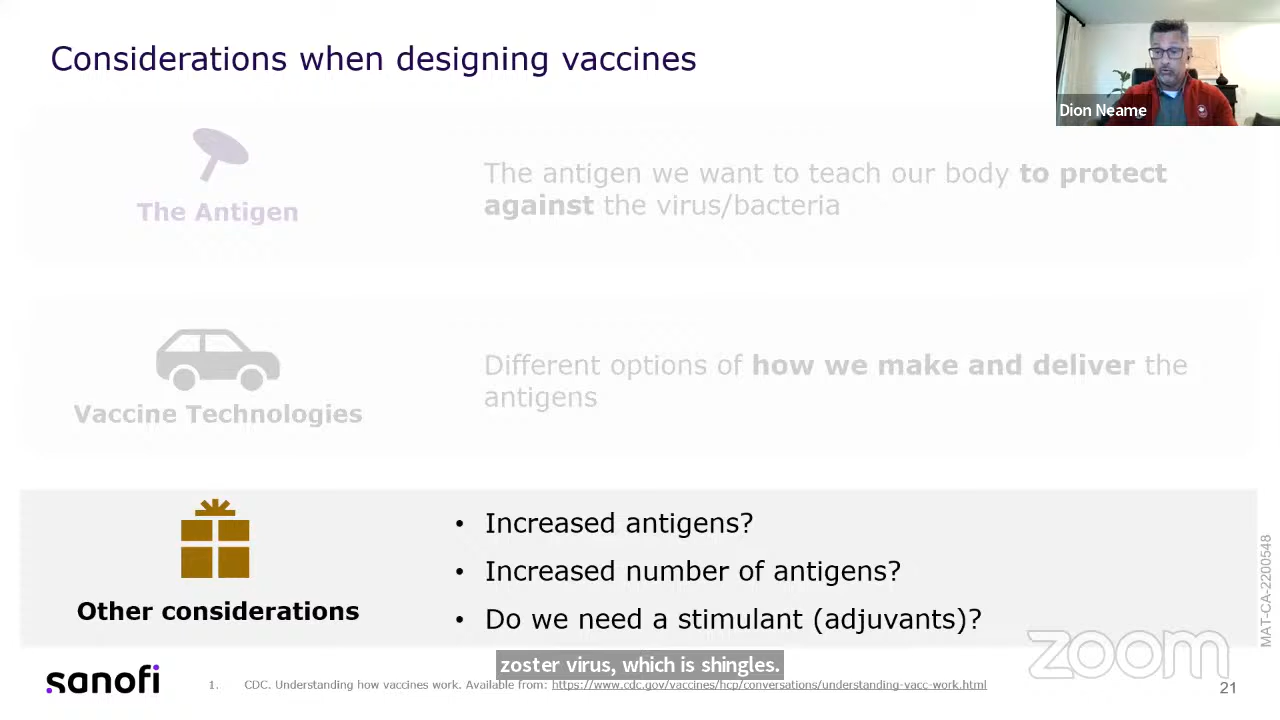 Considerations when designing vaccines
Dion Neame
The antigen we want to teach our body to protect
against the virus/bacteria
The Antigen
Different options of how we make and deliver the
antigens
Vaccine Technologies
• Increased antigens?
• Increased number of antigens?
• Do we need a stimulant (adjuvants)?
Other considerations
MAT-CA-2200548
zoom
zoster virus, which is shingles.
sanofi
1. CDC. Understanding how vaccines work. Available from: https://www.cdc.gov/vaccines/hcp/conversations/understanding-vacc-work.html
21